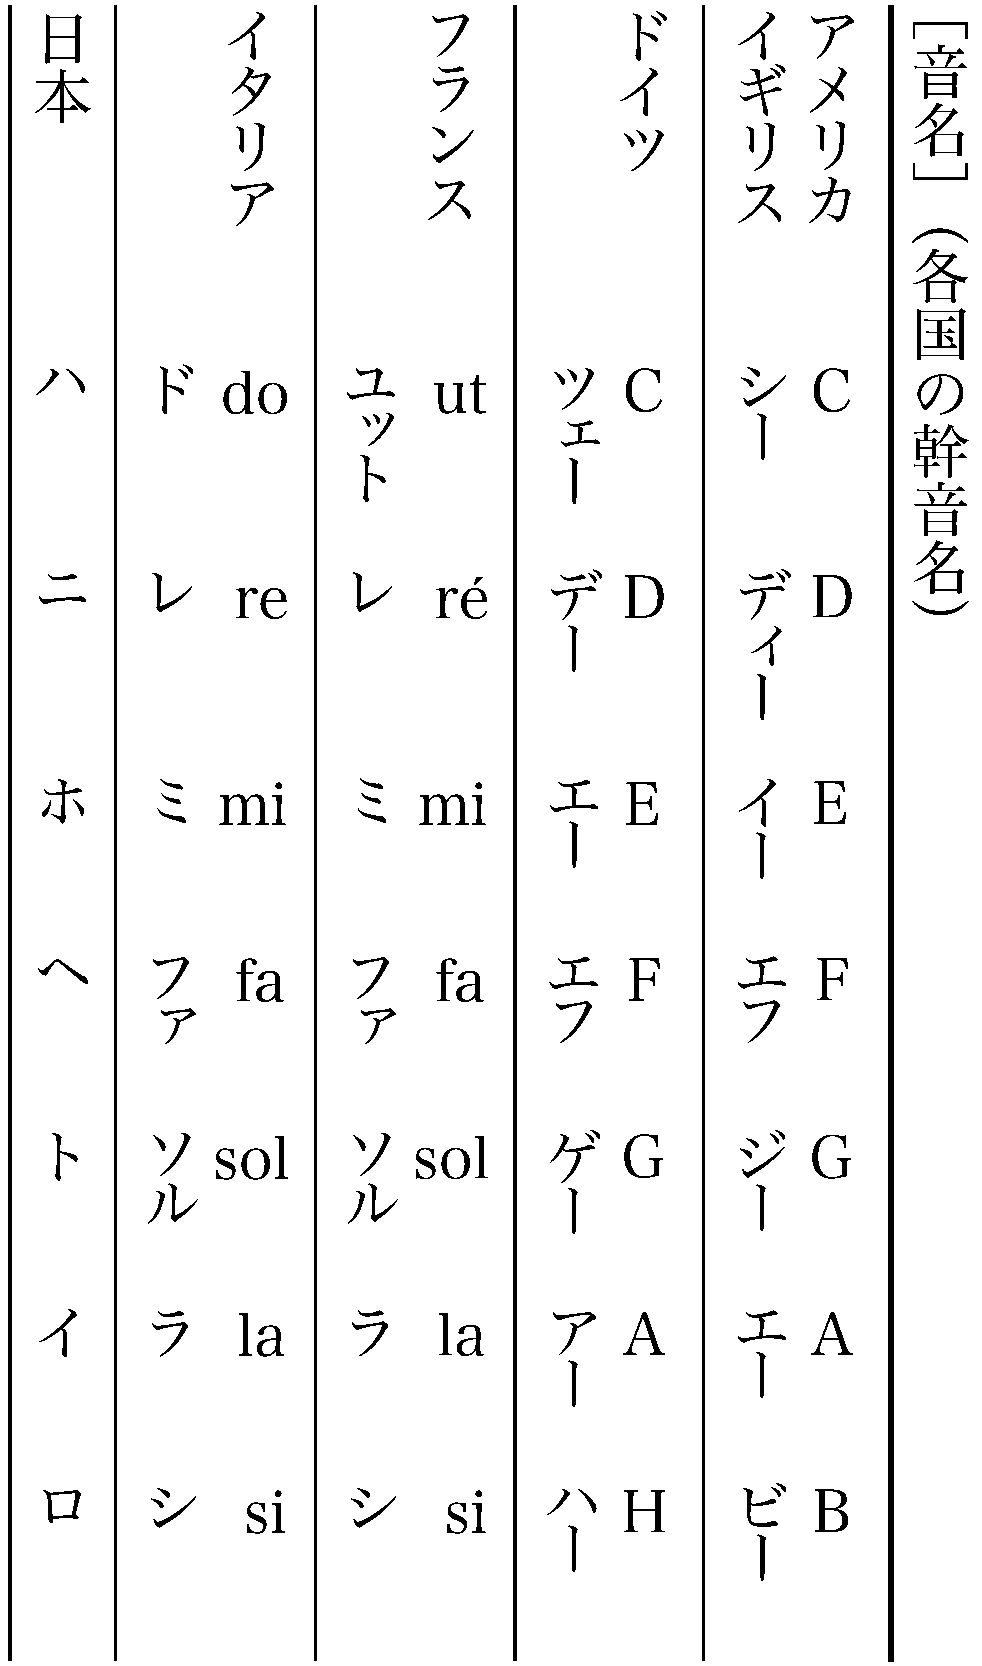 ［音名］（各国の幹音名）
アメリカ
イギリス
C D E F G A B
シー ディー イー エフ ジー エー ビー
ドイツ
C D E F G A H
ツェー デー エー エフ ゲー アー ハー
フランス ut ré mi fa sol la si
ユット レ ミ ファ ソル ラ シ
イタリア do re mi fa sol la si
ド レ ミ ファ ソル ラ シ
日本 ハ ニ ホ ヘ ト イ ロ